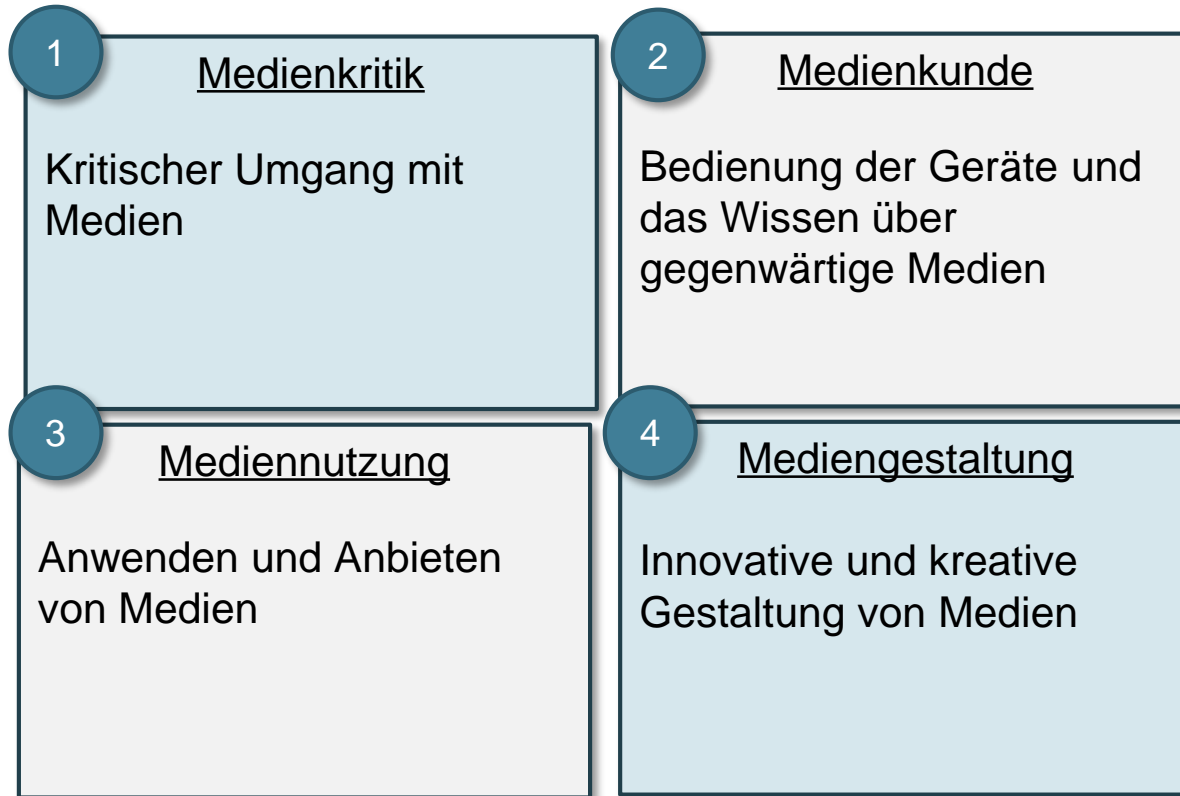 1
Medienkritik
Kritischer Umgang mit
Medien
2
Medienkunde
Bedienung der Geräte und
das Wissen über
gegenwärtige Medien
3
Mediennutzung
Anwenden und Anbieten
von Medien
4
Mediengestaltung
Innovative und kreative
Gestaltung von Medien